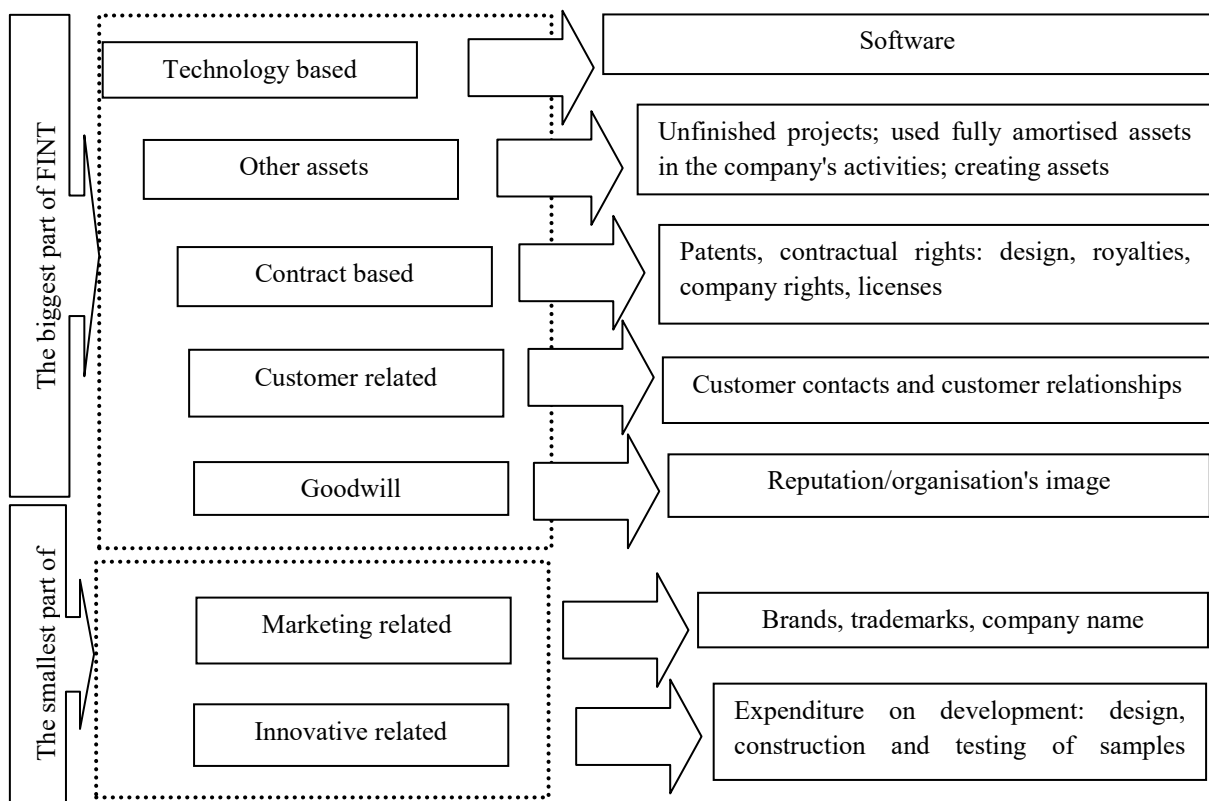 The biggest part of FINT
Technology based
Software
Other assets
Unfinished projects; used fully amortised assets
in the company's activities; creating assets
Contract based
Patents, contractual rights: design, royalties,
company rights, licenses
Customer related
Customer contacts and customer relationships
Goodwill
Reputation/organisation's image
The smallest part of
Marketing related
Brands, trademarks, company name
Innovative related
Expenditure on development: design,
construction and testing of samples